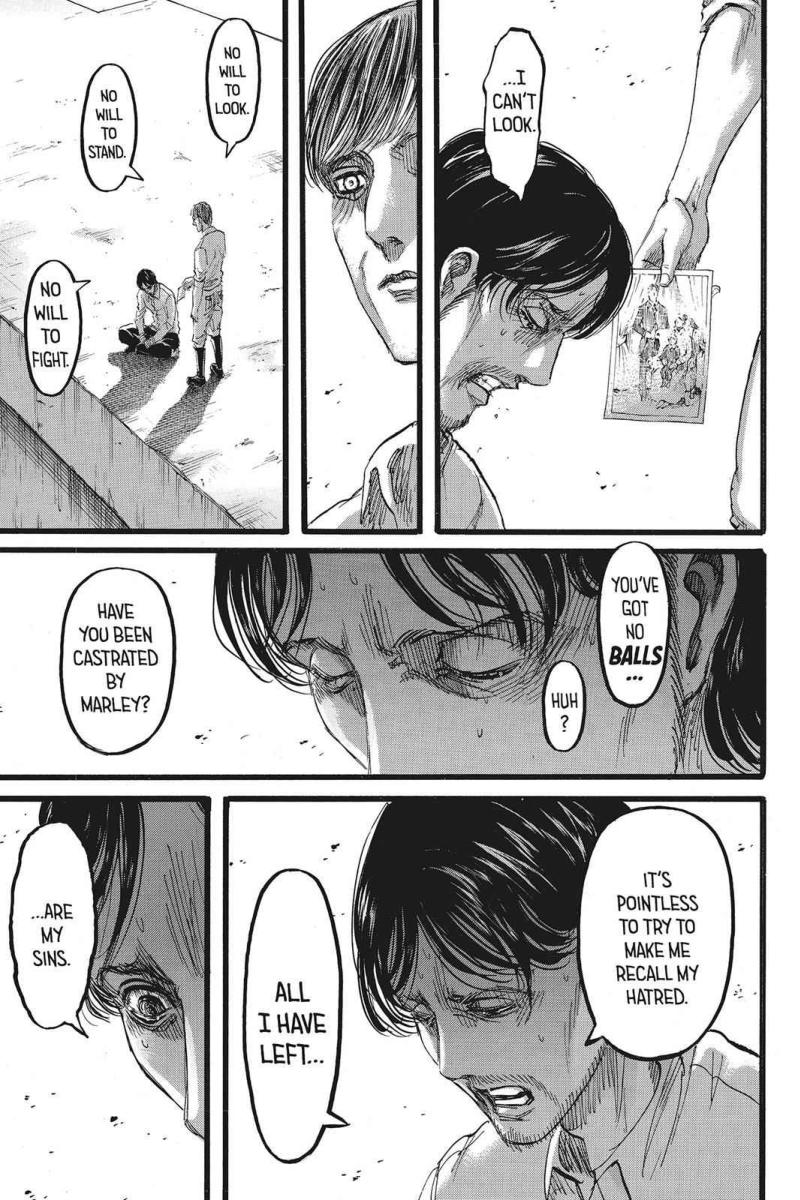 ...I
CAN'T
LOOK.
NO
WILL
TO
LOOK.
NO
WILL
TO
STAND.
NO
WILL
TO
FIGHT.
YOU'VE
GOT
NO
BALLS
...
HUH
?
HAVE
YOU BEEN
CASTRATED
BY
MARLEY?
IT'S
POINTLESS
TO TRY TO
MAKE ME
RECALL MY
HATRED.
ALL
I HAVE
LEFT...
...ARE
MY
SINS.